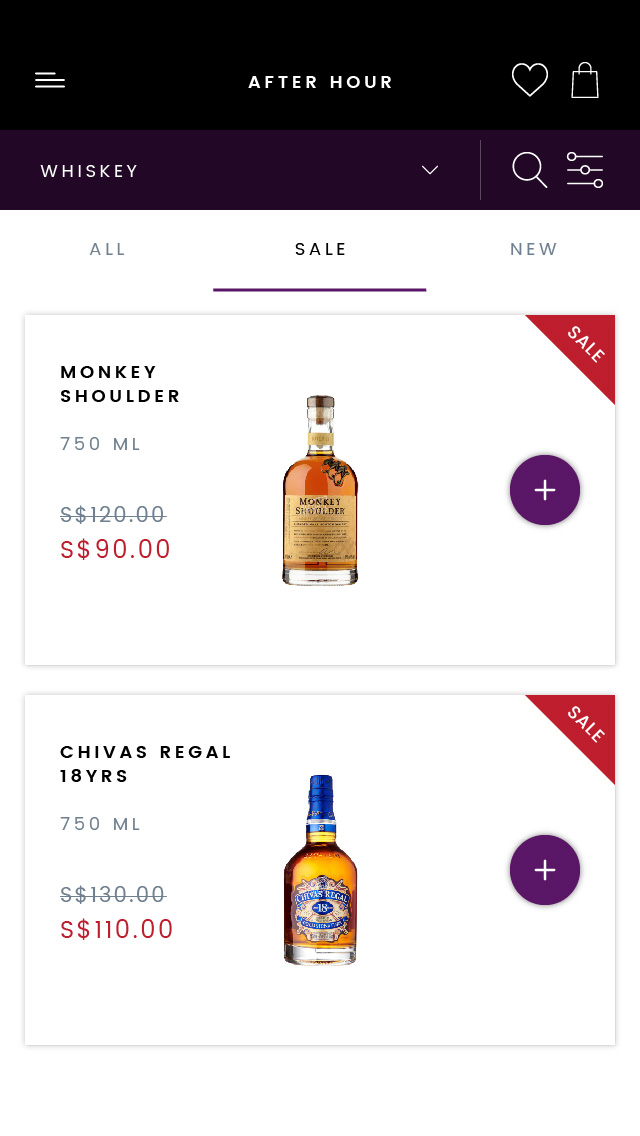 AFTER HOUR
WHISKEY
ALL SALE NEW
SALE
MONKEY
SHOULDER
750 ML
S$120.00
S$90.00
MONKEY
SHOULDER
SALE
CHIVAS REGAL
18YRS
750 ML
S$130.00
S$110.00
CHIVAS REGAL
18